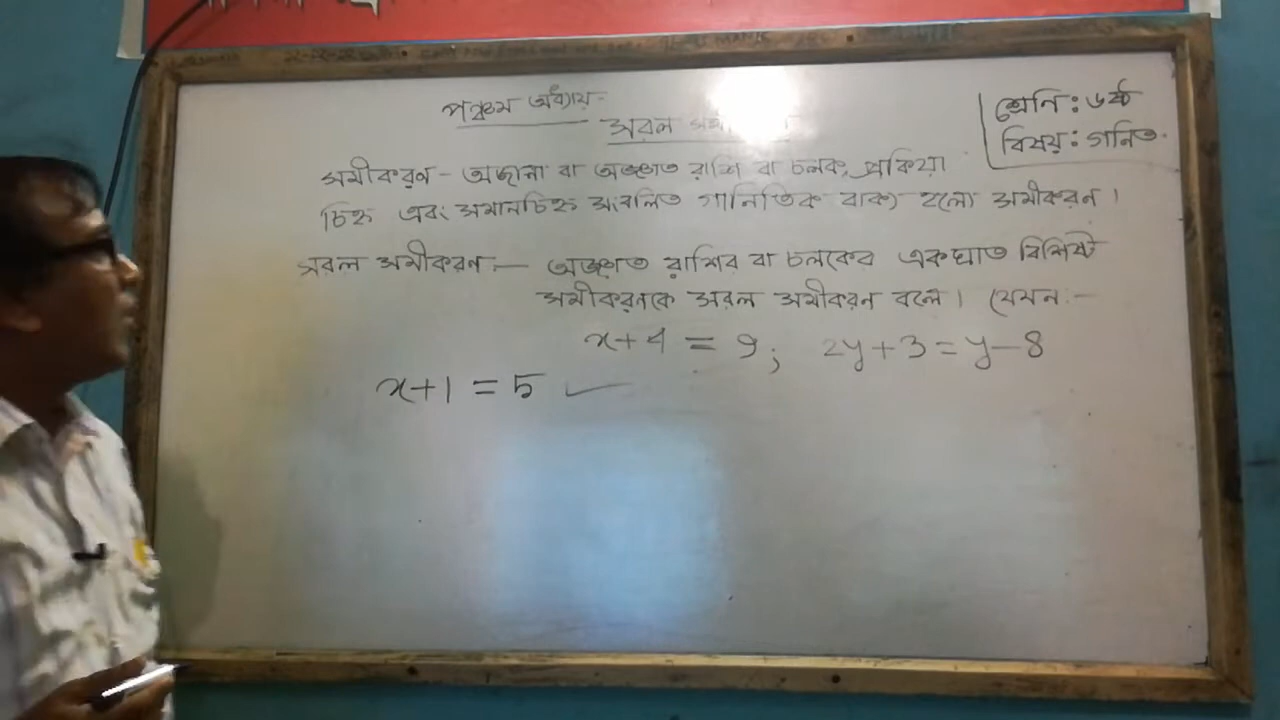 পঞ্চম অধ্যায়
সরল
শ্রেনি : ৬ষ্ঠ
বিষয় : গনিত
সমীকরণ - অজানা বা অজ্ঞাত রাশি বা চলক, প্রকিয়া
চিহ্ন এবং সমানচিহ্ন সংবলিত গানিতিক বাক্য হলো সমীকরণ ।
সরল সমীকরণ :- অজ্ঞাত রাশির বা চলকের একঘাত বিশিষ্ট
সমীকরণকে সরল সমীকরণ বলে । যেমন :-
x+4 = 9 ; 2y+3=y-8
x+1 = 5